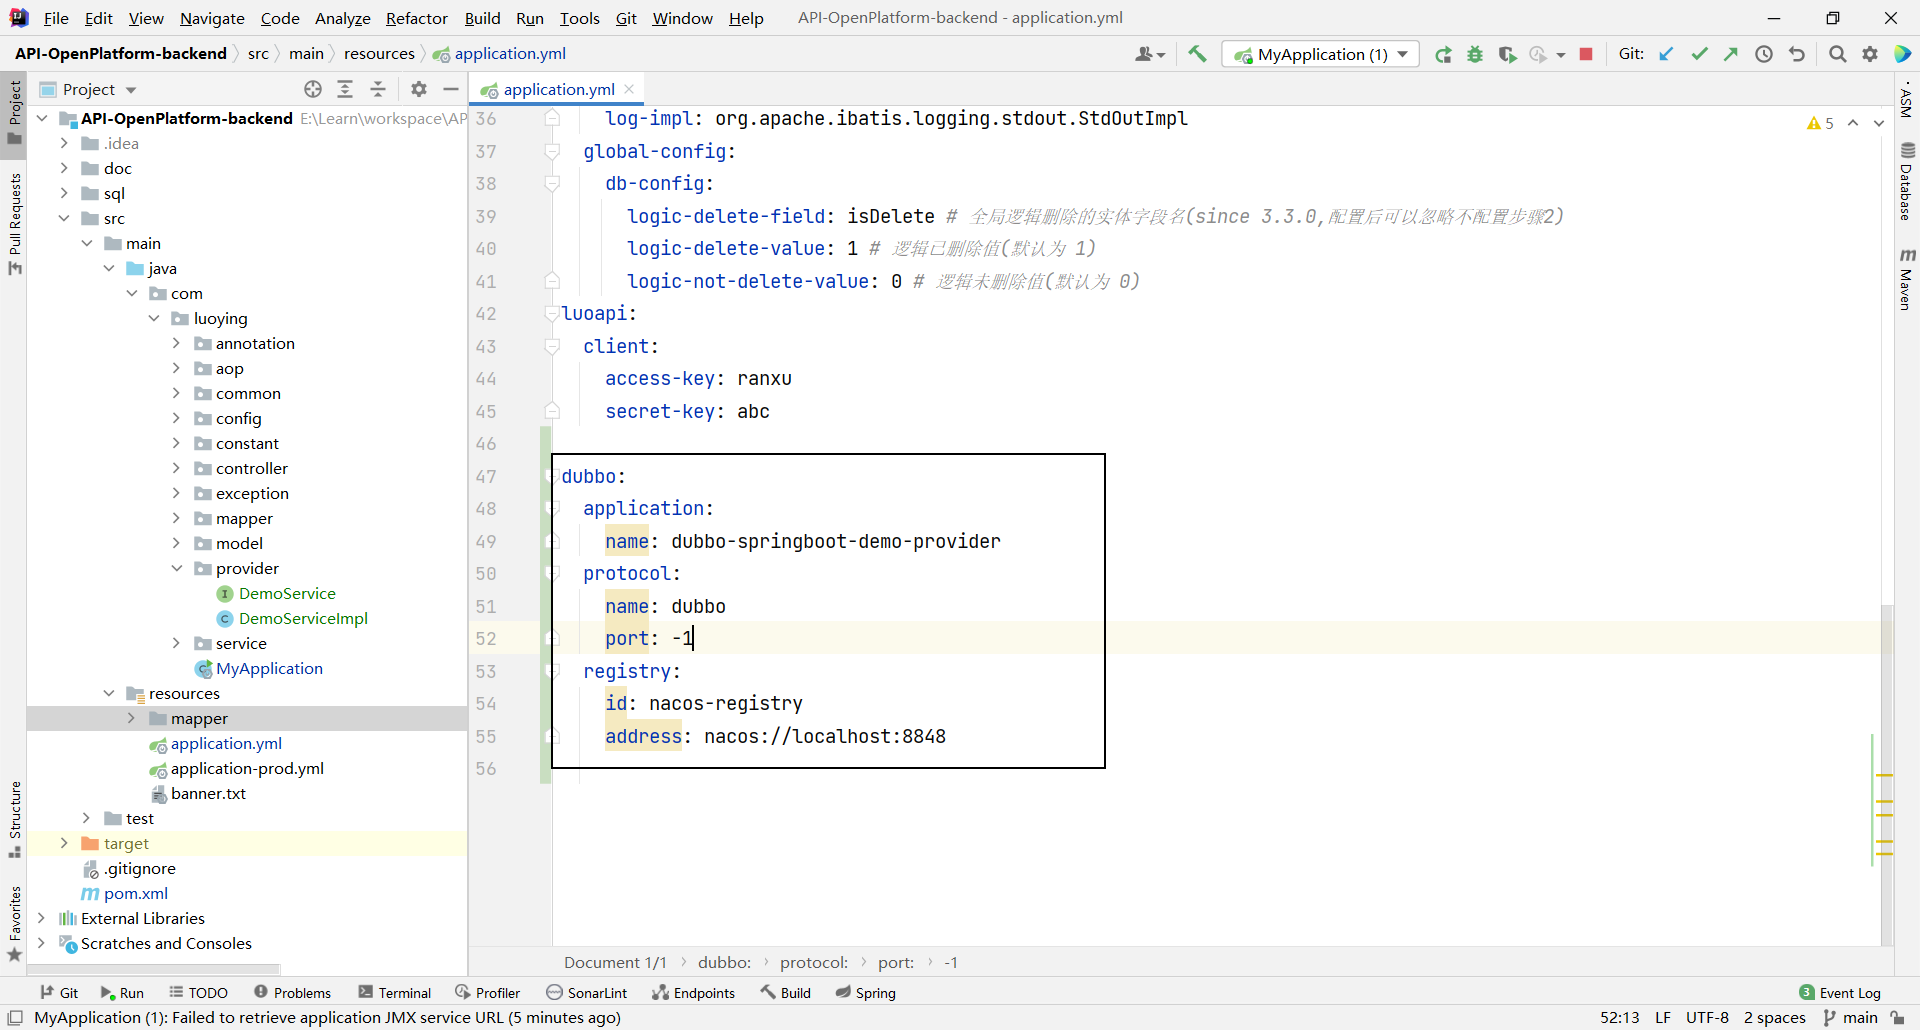 File Edit View Navigate Code Analyze Refactor Build Run Tools Git Window Help API-OpenPlatform-backend - application.yml
API-OpenPlatform-backend src main resources application.yml MyApplication (1) Git:
Project
application.yml
Project
Pull Requests
Structure
Favorites
API-OpenPlatform-backend E:\Learn\workspace\AP
.idea
doc
sql
src
main
java
com
luoying
annotation
aop
common
config
constant
controller
exception
mapper
model
provider
DemoService
DemoServiceImpl
service
MyApplication
resources
mapper
application.yml
application-prod.yml
banner.txt
test
target
.gitignore
pom.xml
External Libraries
Scratches and Consoles
36 log-impl: org.apache.ibatis.logging.stdout.StdOutImpl
37 global-config:
38 db-config:
39 logic-delete-field: isDelete # 全局逻辑删除的实体字段名(since 3.3.0,配置后可以忽略不配置步骤2)
40 logic-delete-value: 1 # 逻辑已删除值(默认为 1)
41 logic-not-delete-value: 0 # 逻辑未删除值(默认为 0)
42 luoapi:
43 client:
44 access-key: ranxu
45 secret-key: abc
46
47 dubbo:
48 application:
49 name: dubbo-springboot-demo-provider
50 protocol:
51 name: dubbo
52 port: -1
53 registry:
54 id: nacos-registry
55 address: nacos://localhost:8848
56
5
ASM
Database
Maven
Document 1/1 dubbo: protocol: port: -1
Git Run TODO Problems Terminal Profiler SonarLint Endpoints Build Spring 3 Event Log
MyApplication (1): Failed to retrieve application JMX service URL (5 minutes ago) 52:13 LF UTF-8 2 spaces main